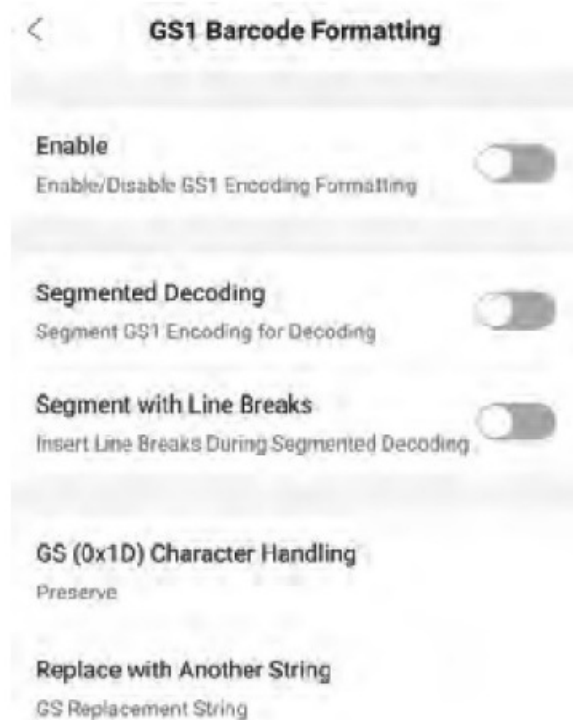 GS1 Barcode Formatting
Enable
Enable/Disable GS1 Encoding Formatting
Segmented Decoding
Segment GS1 Encoding for Decoding
Segment with Line Breaks
Insert Line Breaks During Segmented Decoding
GS (0x1D) Character Handling
Preserve
Replace with Another String
GS Replacement String